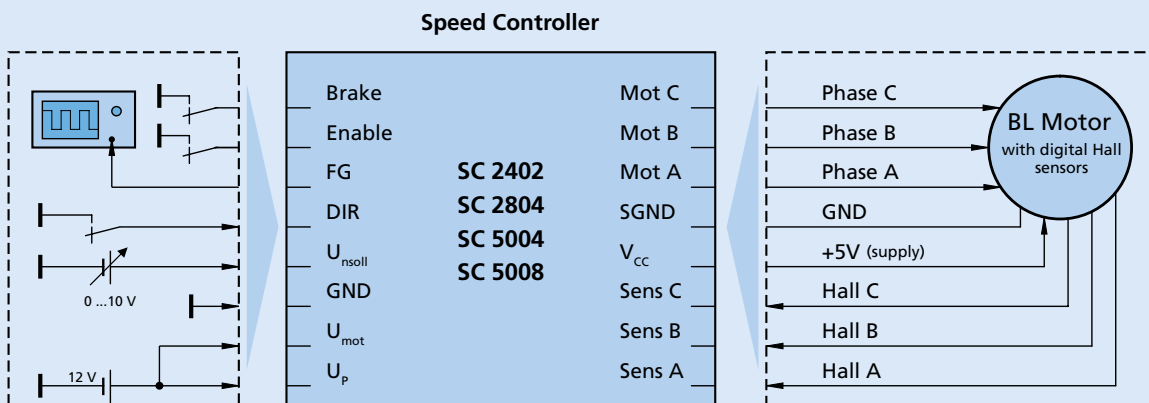 Speed Controller
Brake
Enable
FG
DIR
Unsoll
GND
Umot
UP
0 ...10 V
12 V
SC 2402
SC 2804
SC 5004
SC 5008
Mot C
Mot B
Mot A
SGND
VCC
Sens C
Sens B
Sens A
Phase C
Phase B
Phase A
GND
+5V (supply)
Hall C
Hall B
Hall A
BL Motor
with digital Hall
sensors